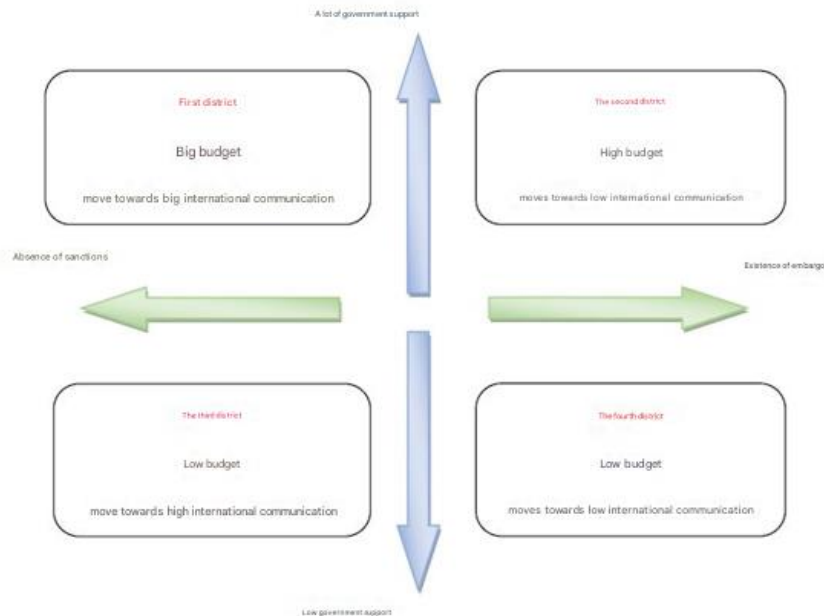 A lot of government support
First district
Big budget
move towards big international communication
The second district
High budget
moves towards low international communication
Absence of sanctions
Existence of embargo
The third district
Low budget
move towards high international communication
The fourth district
Low budget
moves towards low international communication
Low government support